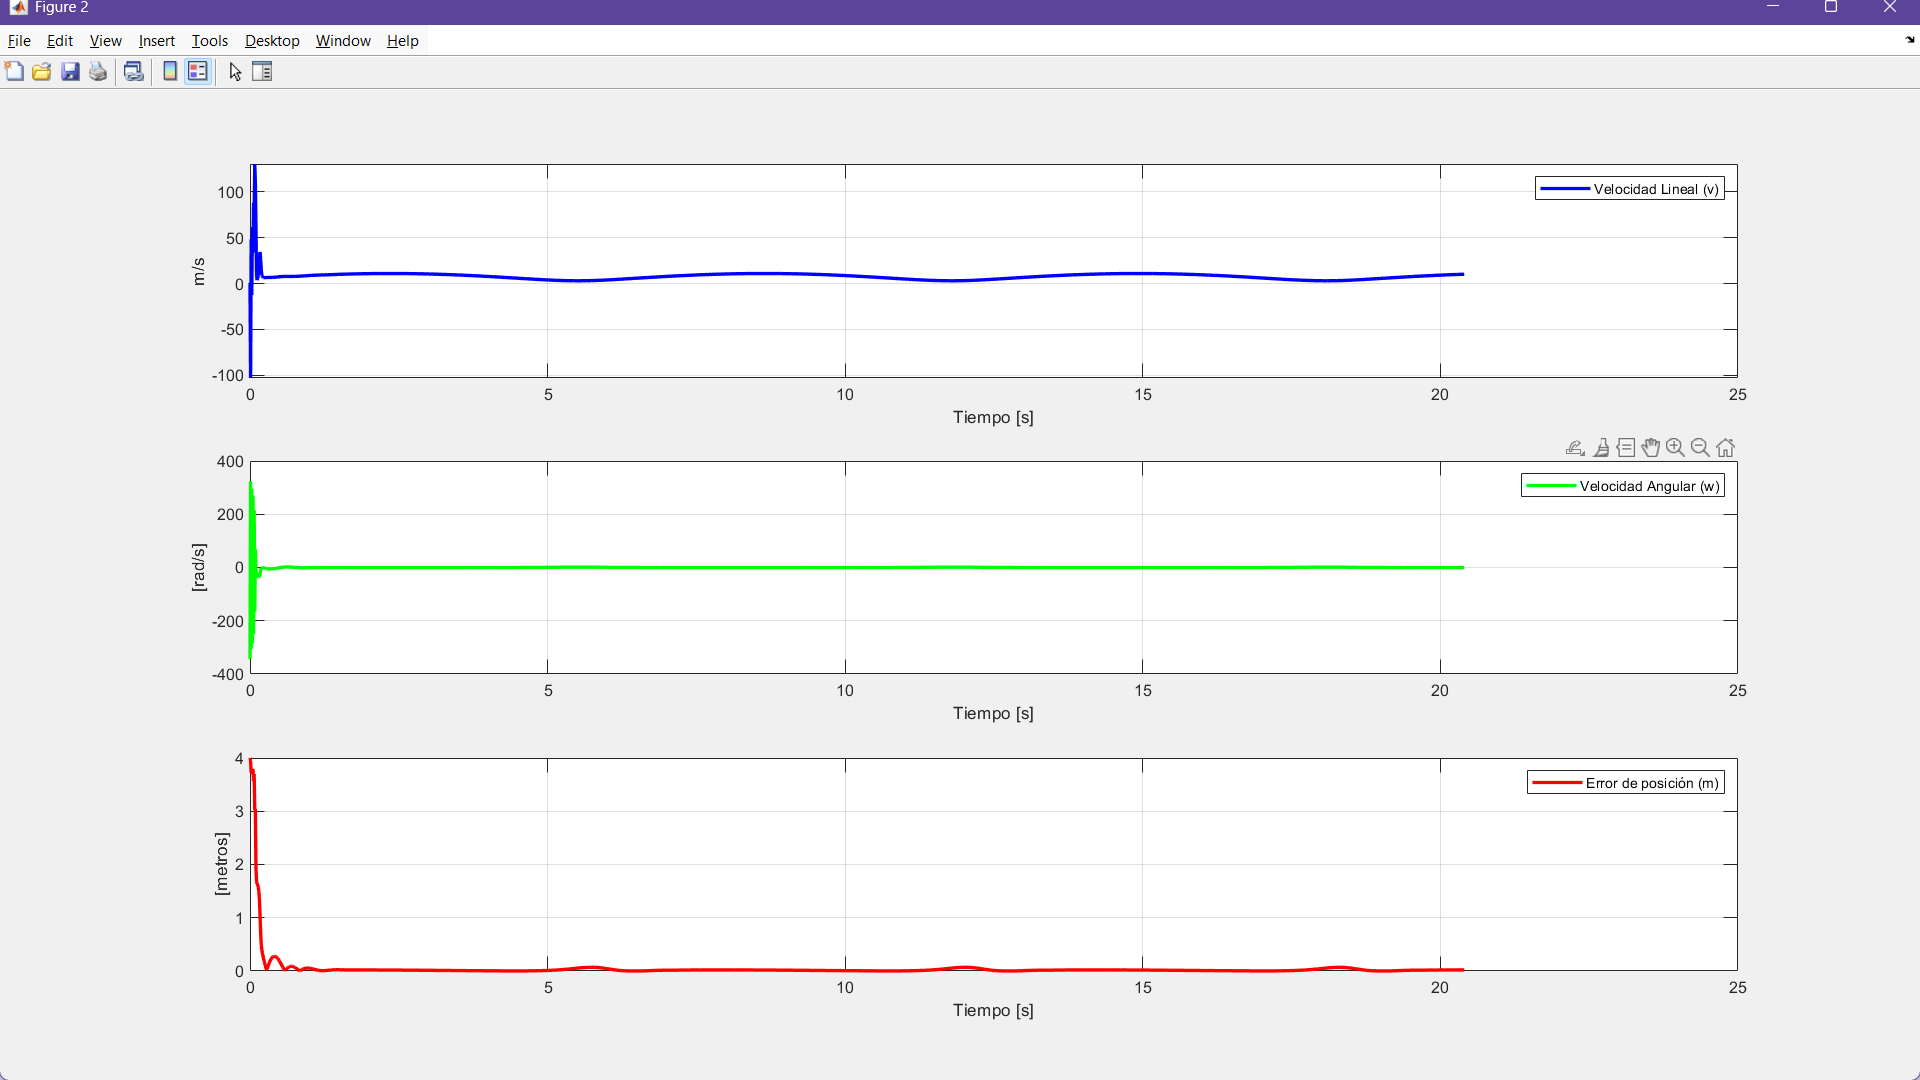 Figure 2
File Edit View Insert Tools Desktop Window Help
100
50
0
-50
-100
m/s
Velocidad Lineal (v)
0 5 10 15 20 25
Tiempo [s]
400
200
0
-200
-400
[rad/s]
Velocidad Angular (w)
0 5 10 15 20 25
Tiempo [s]
4
3
2
1
0
[metros]
Error de posición (m)
0 5 10 15 20 25
Tiempo [s]